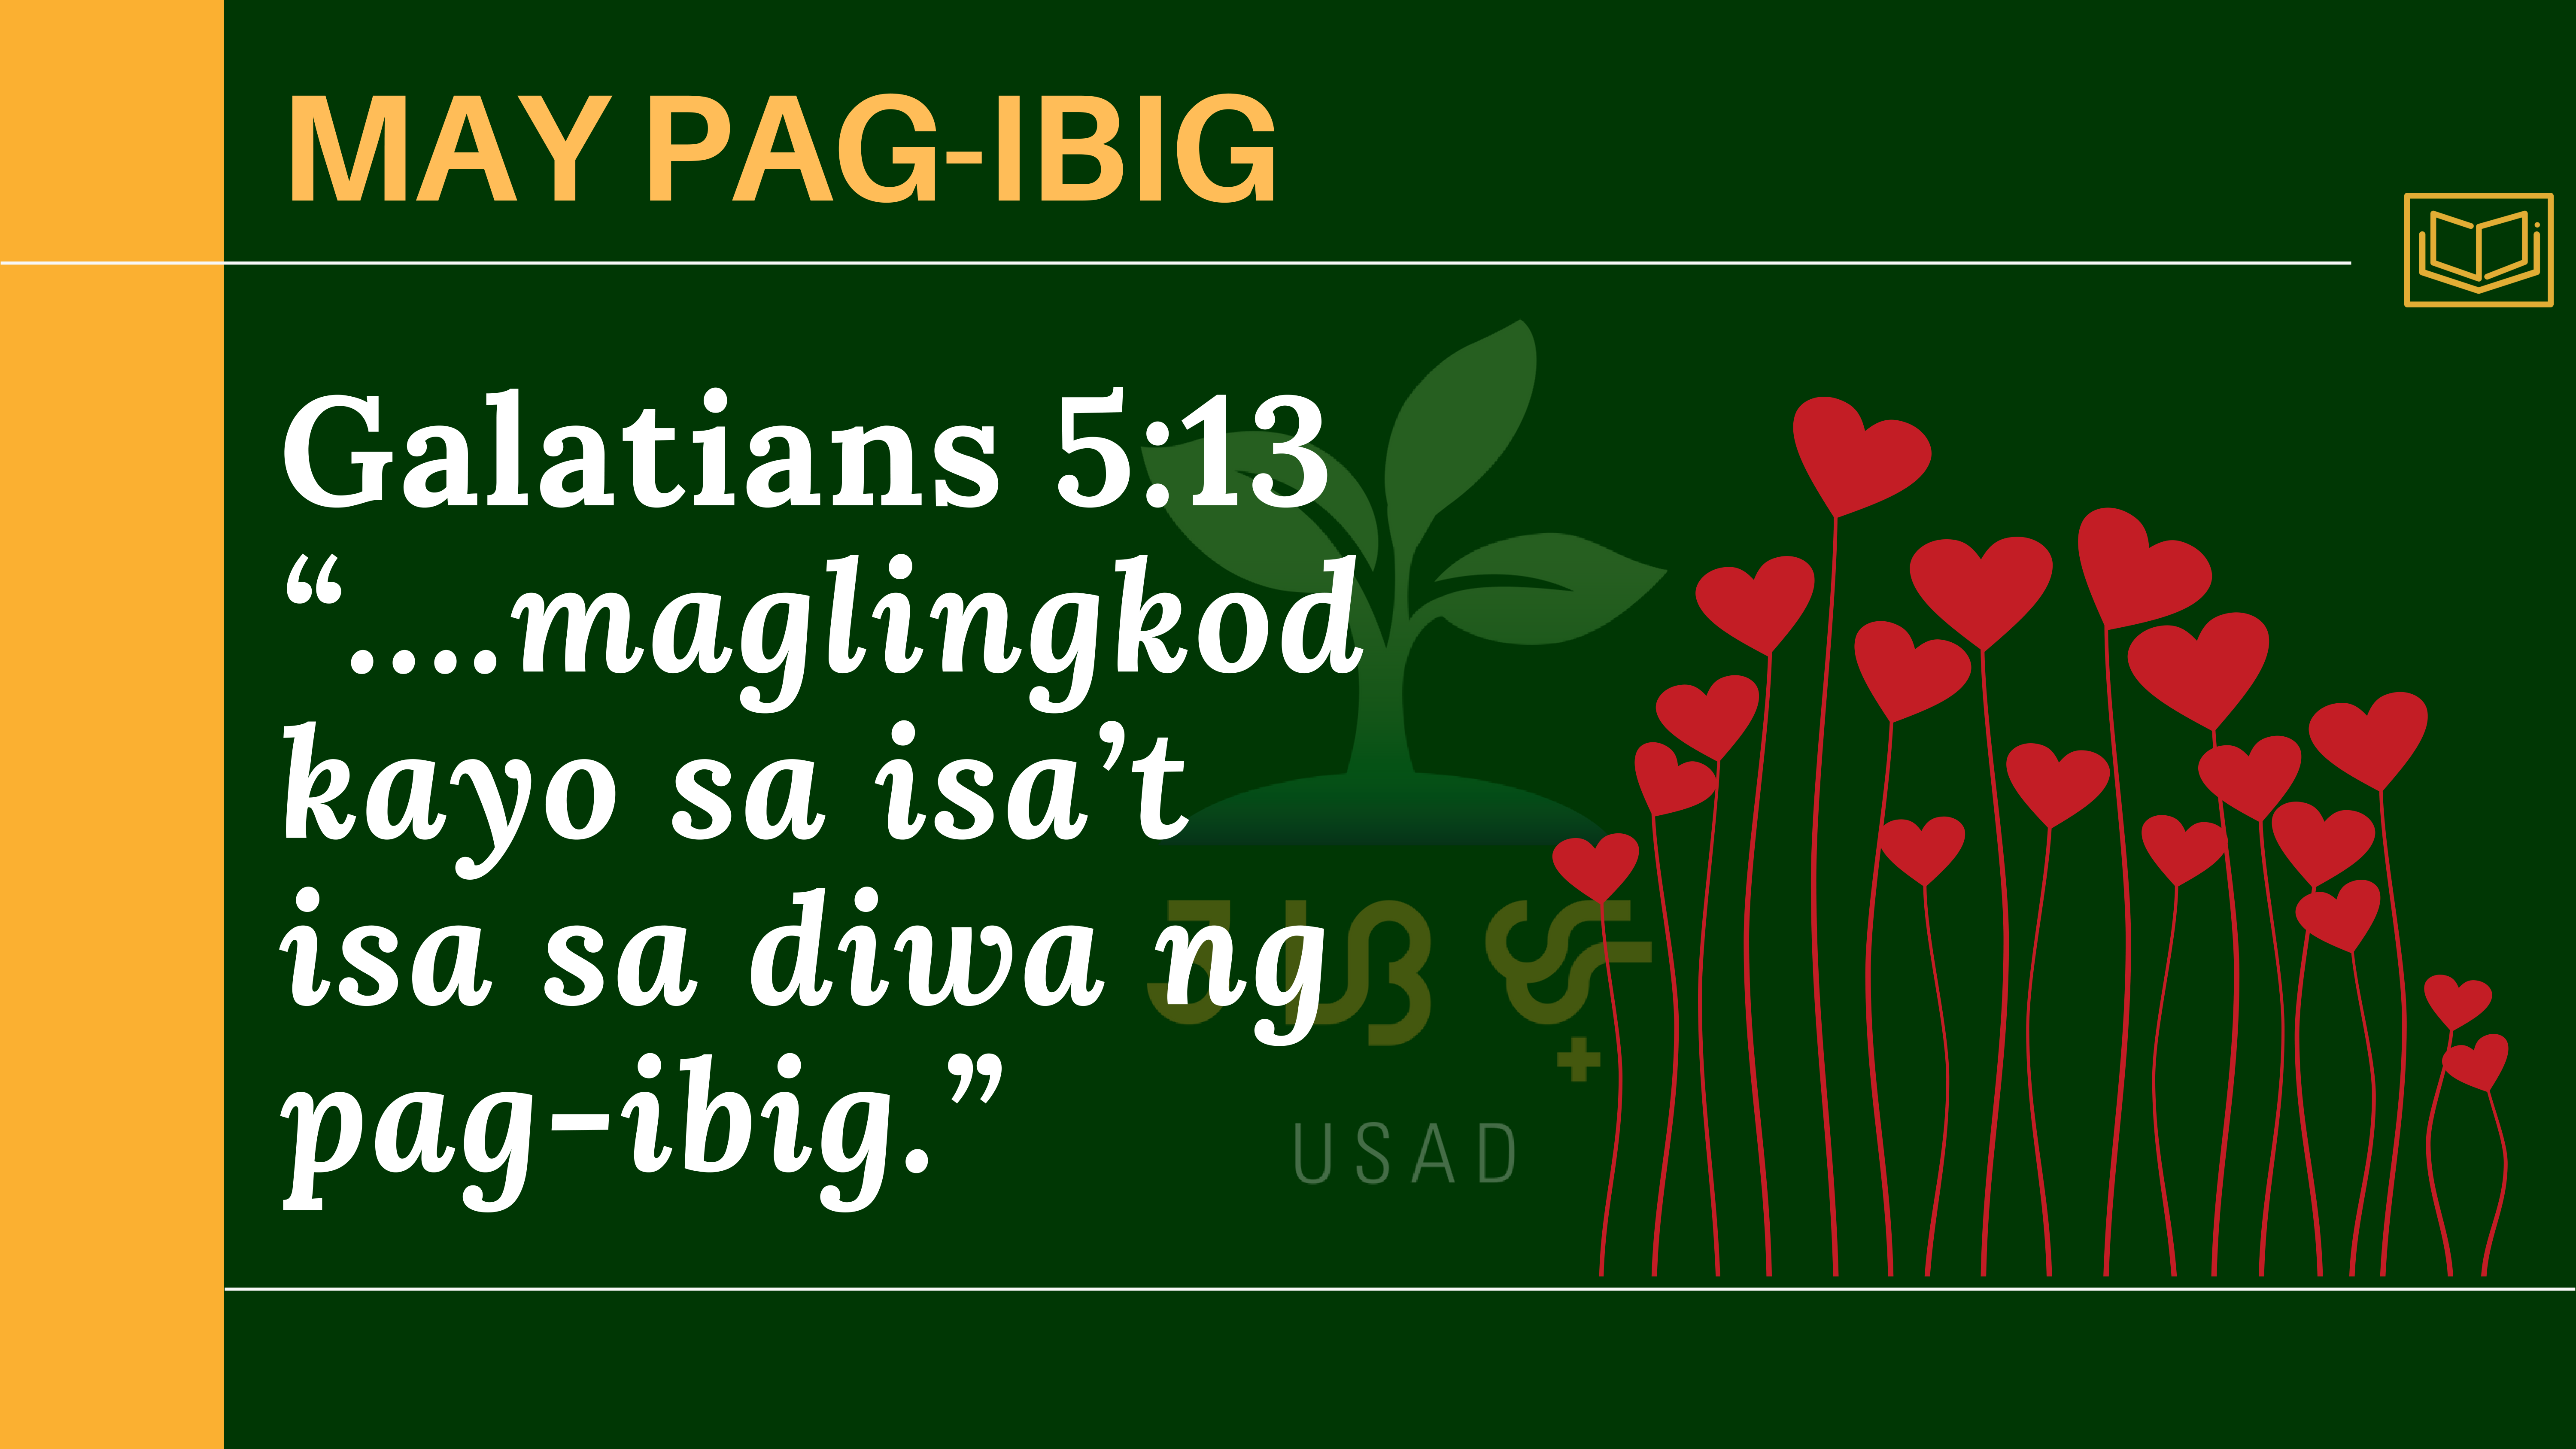 MAY PAG-IBIG
Galatians 5:13
“....maglingkod
kayo sa isa’t
isa sa diwa ng
pag-ibig.”
USAD